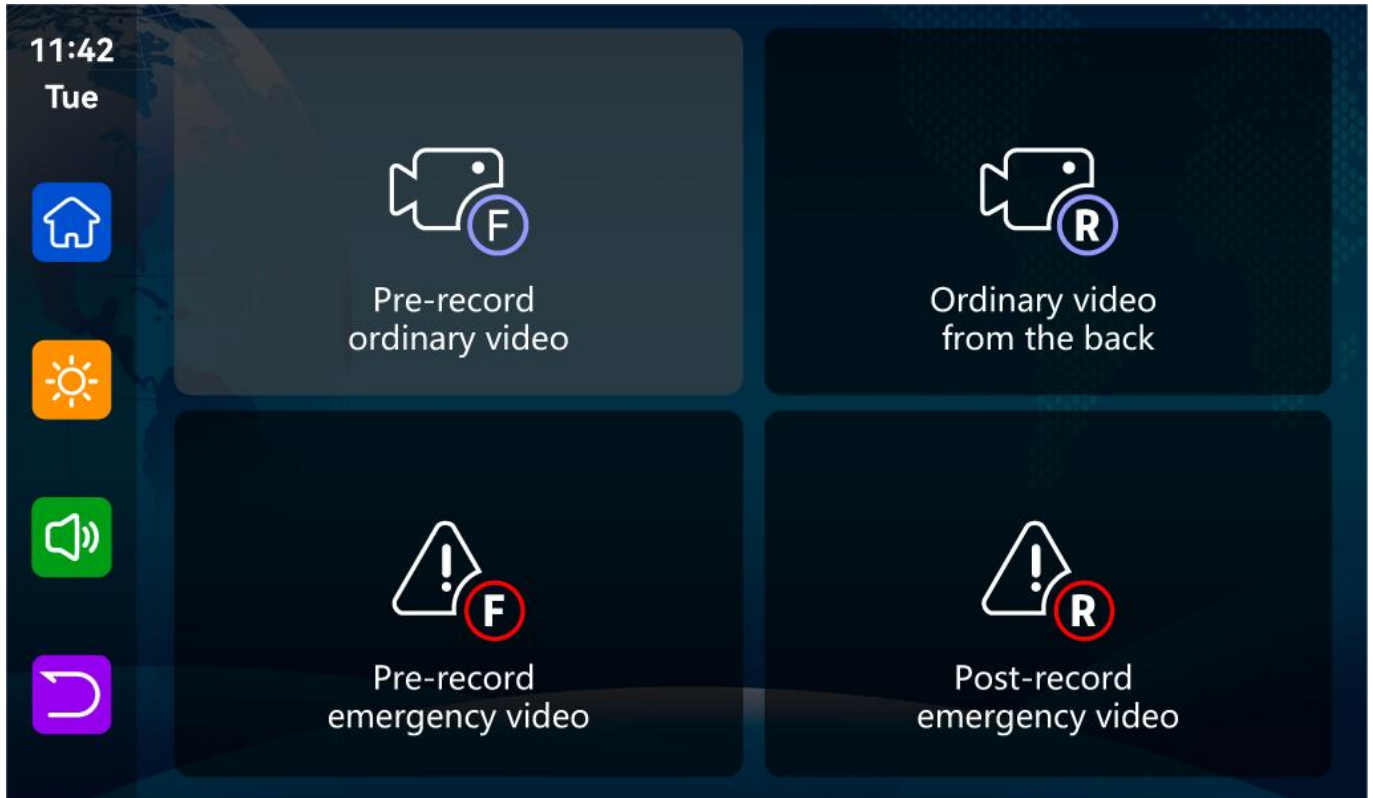 11:42
Tue
F
Pre-record
ordinary video
R
Ordinary video
from the back
F
Pre-record
emergency video
R
Post-record
emergency video